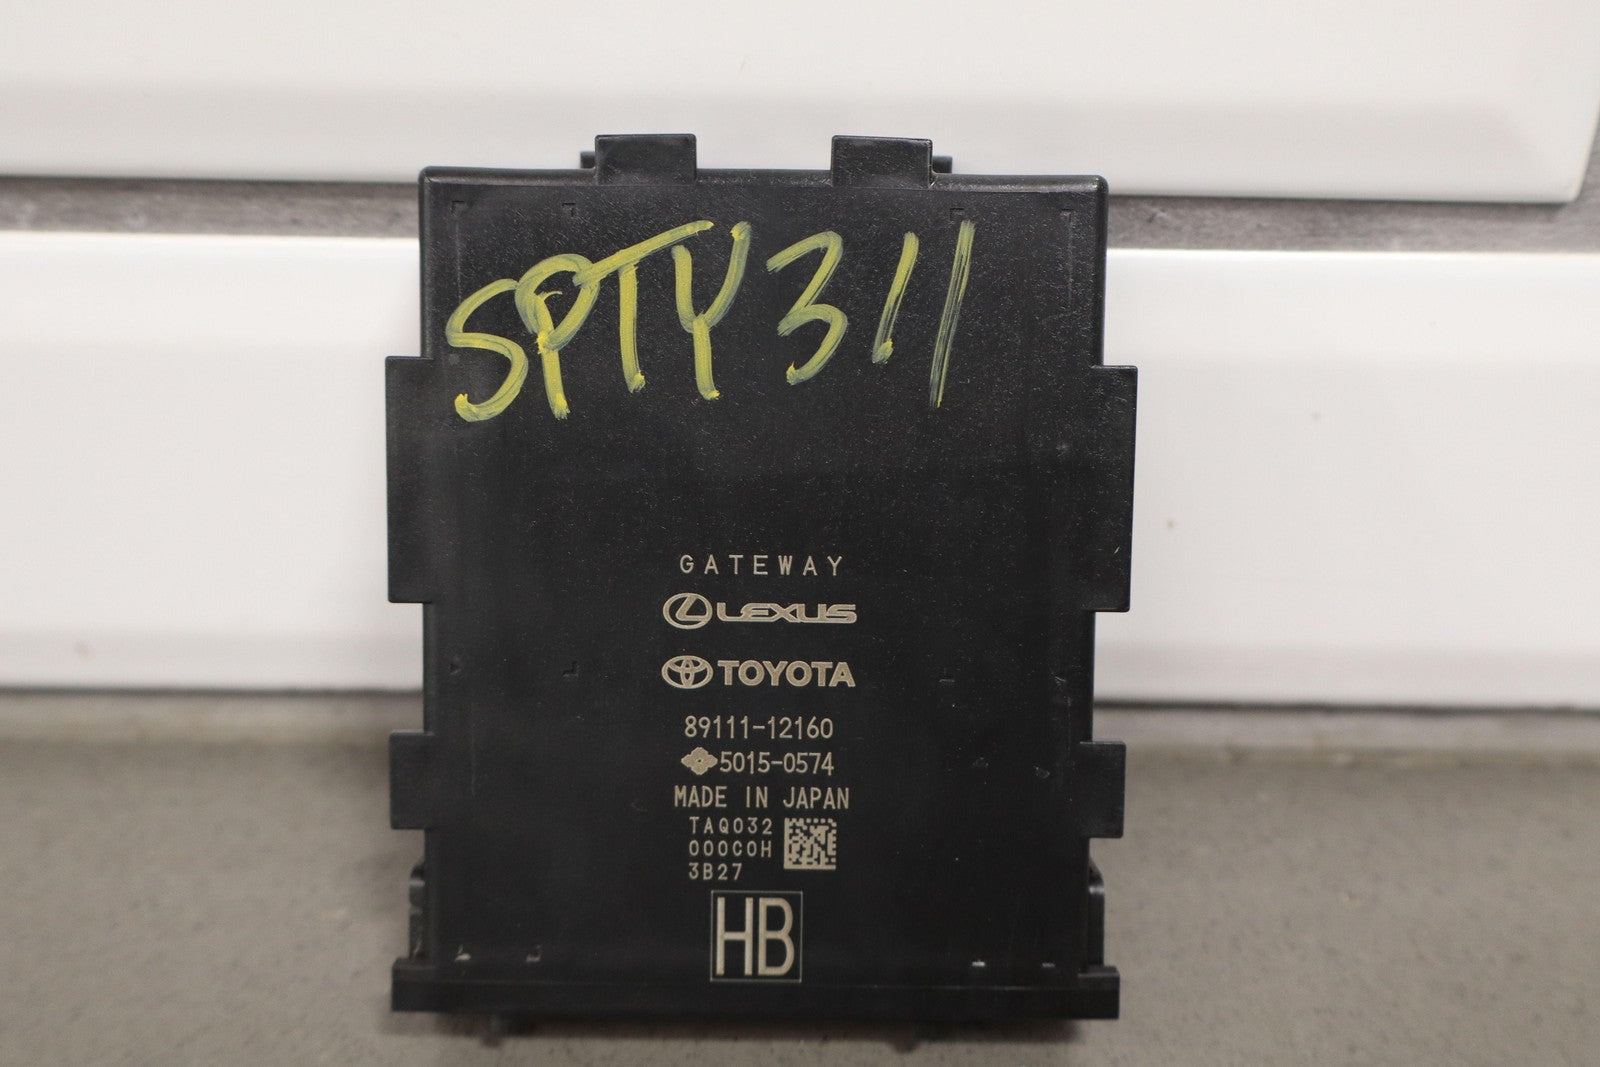 SPTY311
GATEWAY
LEXUS
TOYOTA
89111-12160
5015-0574
MADE IN JAPAN
TAQ032
000C0H
3B27
HB